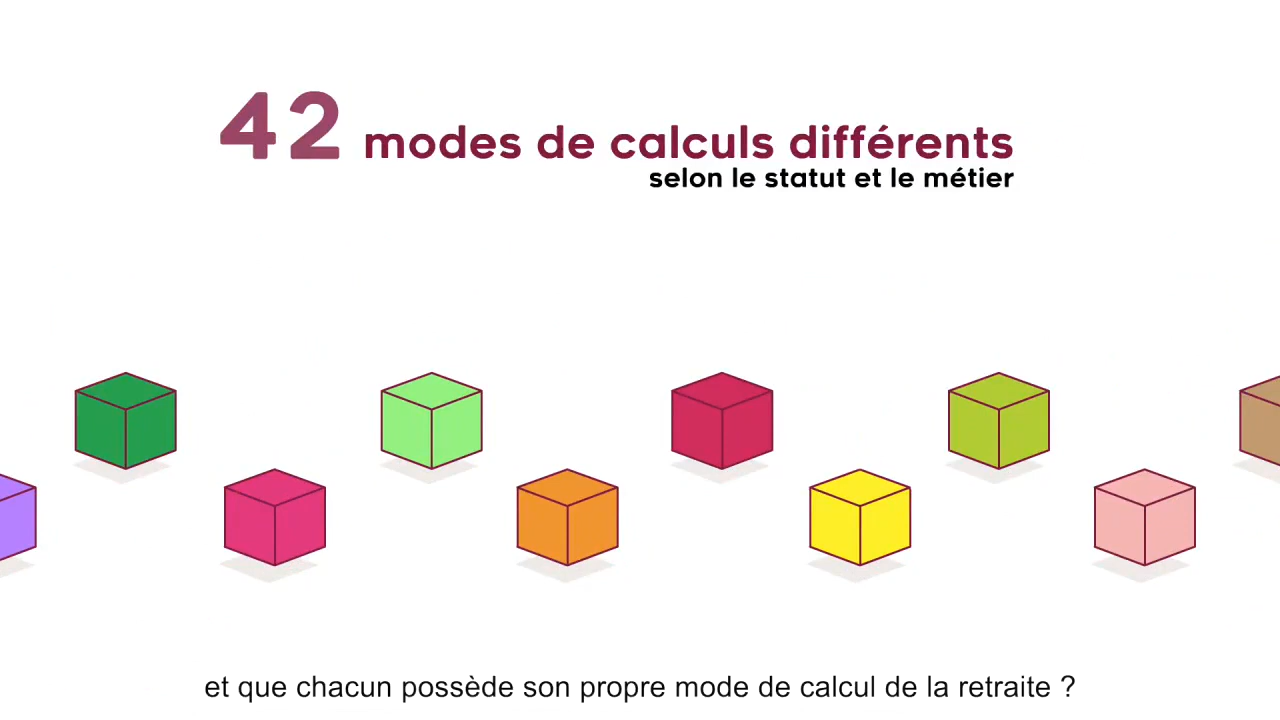 42 modes de calculs différents
selon le statut et le métier
et que chacun possède son propre mode de calcul de la retraite ?